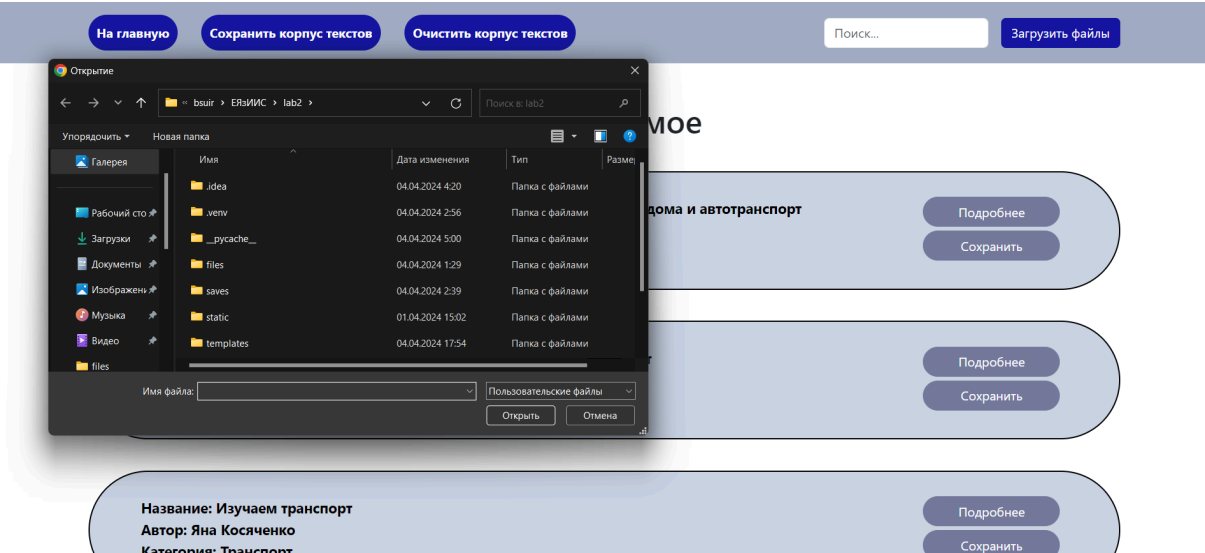 На главную
Сохранить корпус текстов
Очистить корпус текстов
Поиск...
Загрузить файлы
Открытие
« bsuir > ЕЯзИИС > lab2 >
Поиск в: lab2
Упорядочить
Новая папка
Галерея
Рабочий сто
Загрузки
Документы
Изображени
Музыка
Видео
files
Имя Дата изменения Тип Размер
.idea 04.04.2024 4:20 Папка с файлами
.venv 04.04.2024 2:56 Папка с файлами
__pycache__ 04.04.2024 5:00 Папка с файлами
files 04.04.2024 1:29 Папка с файлами
saves 04.04.2024 2:39 Папка с файлами
static 01.04.2024 15:02 Папка с файлами
templates 04.04.2024 17:54 Папка с файлами
Имя файла:
Пользовательские файлы
Открыть
Отмена
мое
дома и автотранспорт
Подробнее
Сохранить
Подробнее
Сохранить
Название: Изучаем транспорт
Автор: Яна Косяченко
Категория: Транспорт
Подробнее
Сохранить